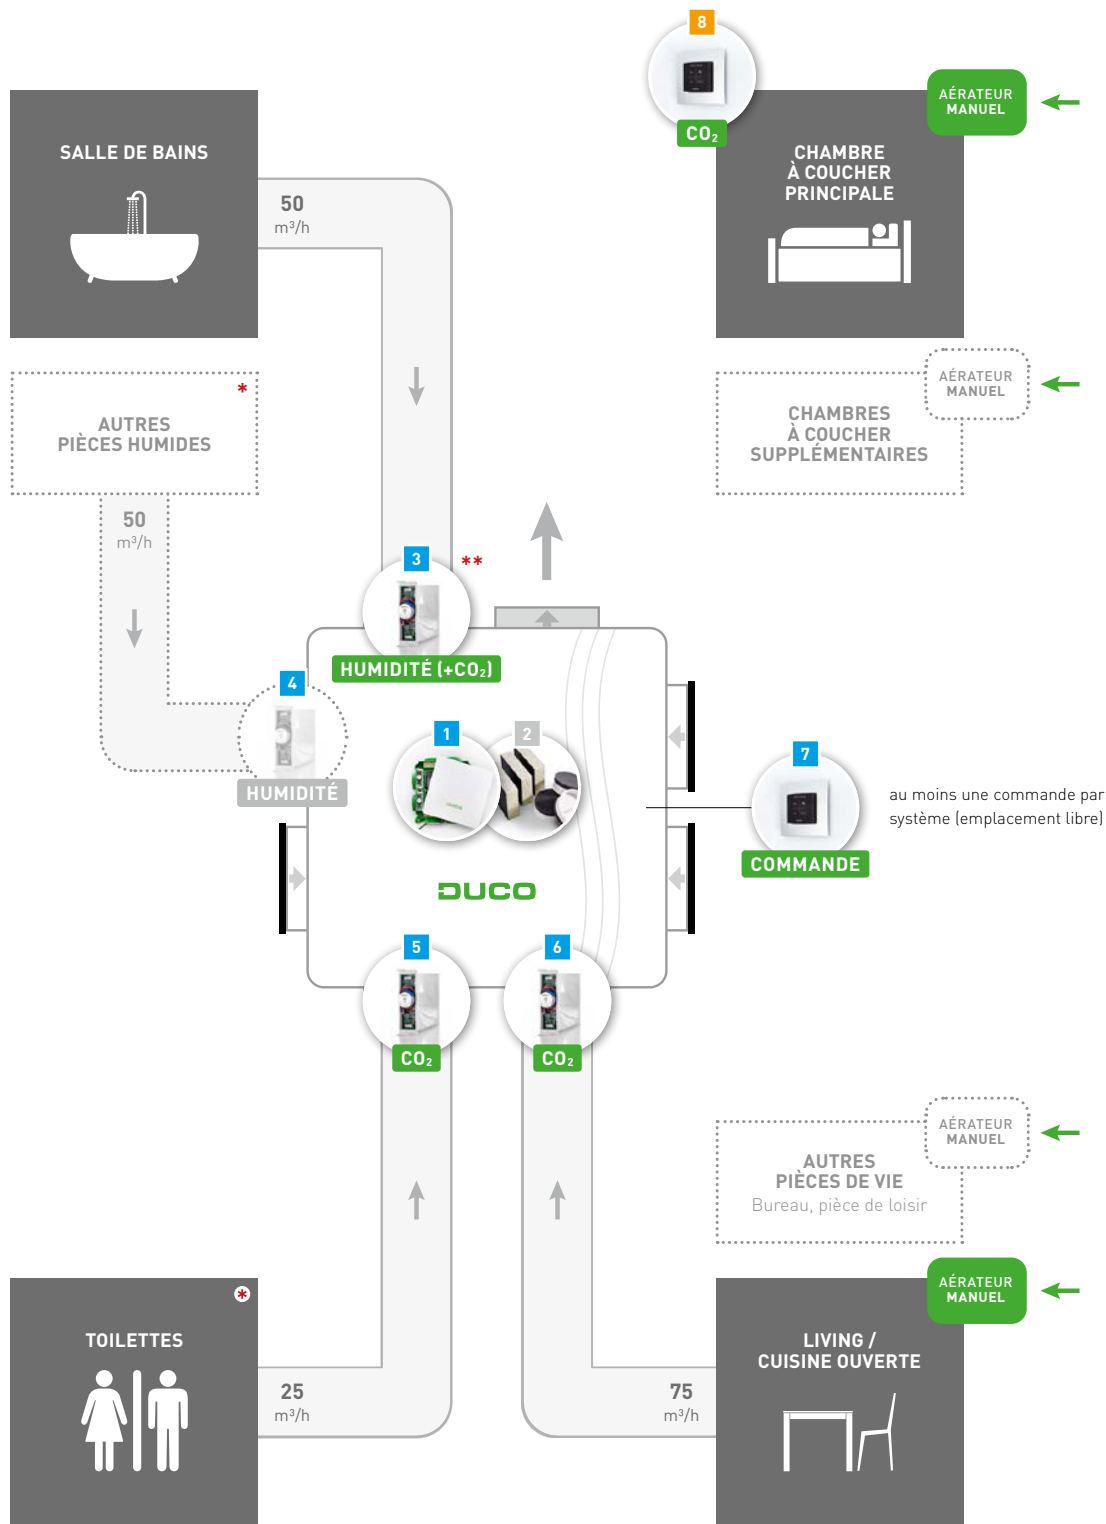 8
CO₂
AÉRATEUR
MANUEL
SALLE DE BAINS
50
m³/h
CHAMBRE
À COUCHER
PRINCIPALE
*
AUTRES
PIÈCES HUMIDES
50
m³/h
AÉRATEUR
MANUEL
CHAMBRES
À COUCHER
SUPPLÉMENTAIRES
3
**
HUMIDITÉ (+CO₂)
4
HUMIDITÉ
1
2
7
COMMANDE
au moins une commande par
système (emplacement libre)
DUCO
5
CO₂
6
CO₂
AÉRATEUR
MANUEL
AUTRES
PIÈCES DE VIE
Bureau, pièce de loisir
*
TOILETTES
25
m³/h
75
m³/h
AÉRATEUR
MANUEL
LIVING /
CUISINE OUVERTE